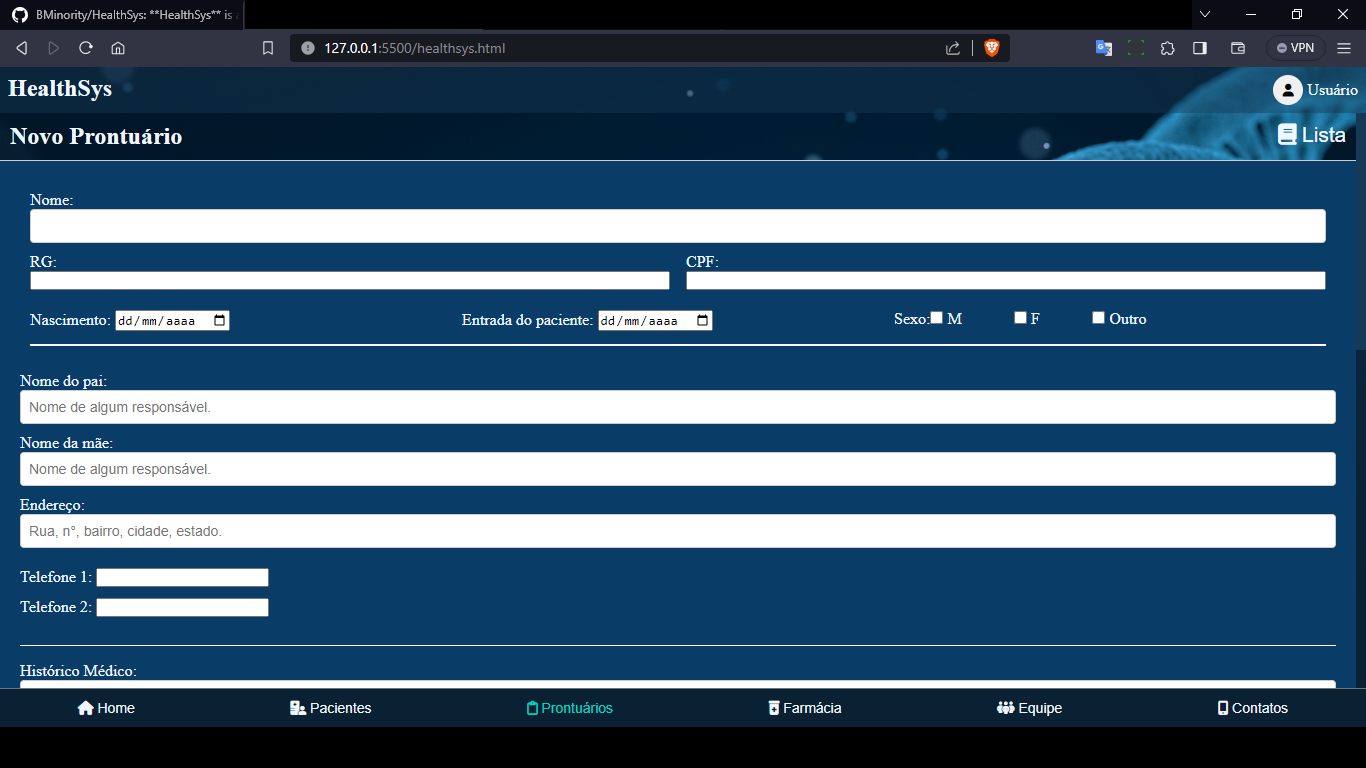 BMinority/HealthSys: **HealthSys** is
127.0.0.1:5500/healthsys.html
VPN
HealthSys
Usuário
Novo Prontuário
Lista
Nome:
RG:
CPF:
Nascimento: dd/mm/aaaa
Entrada do paciente: dd/mm/aaaa
Sexo: M F Outro
Nome do pai:
Nome de algum responsável.
Nome da mãe:
Nome de algum responsável.
Endereço:
Rua, n°, bairro, cidade, estado.
Telefone 1:
Telefone 2:
Histórico Médico:
Home
Pacientes
Prontuários
Farmácia
Equipe
Contatos